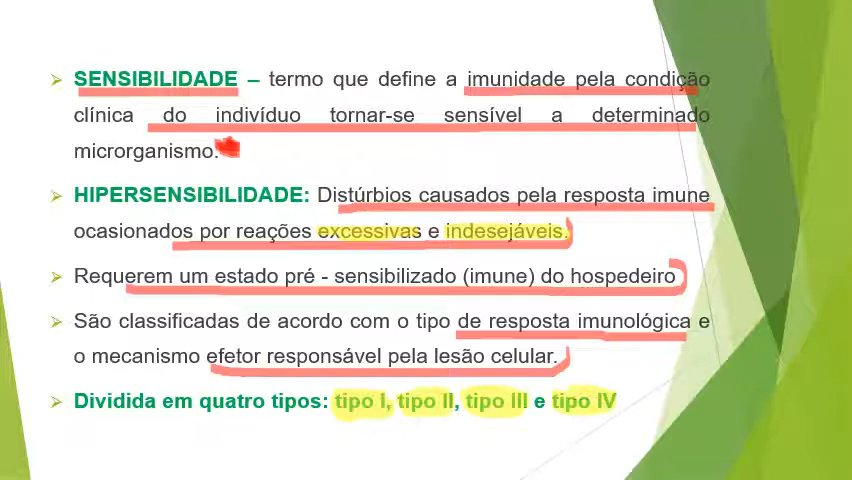 SENSIBILIDADE – termo que define a imunidade pela condição
clínica do indivíduo tornar-se sensível a determinado
microrganismo.
HIPERSENSIBILIDADE: Distúrbios causados pela resposta imune
ocasionados por reações excessivas e indesejáveis.
Requerem um estado pré - sensibilizado (imune) do hospedeiro
São classificadas de acordo com o tipo de resposta imunológica e
o mecanismo efetor responsável pela lesão celular.
Dividida em quatro tipos: tipo I, tipo II, tipo III e tipo IV